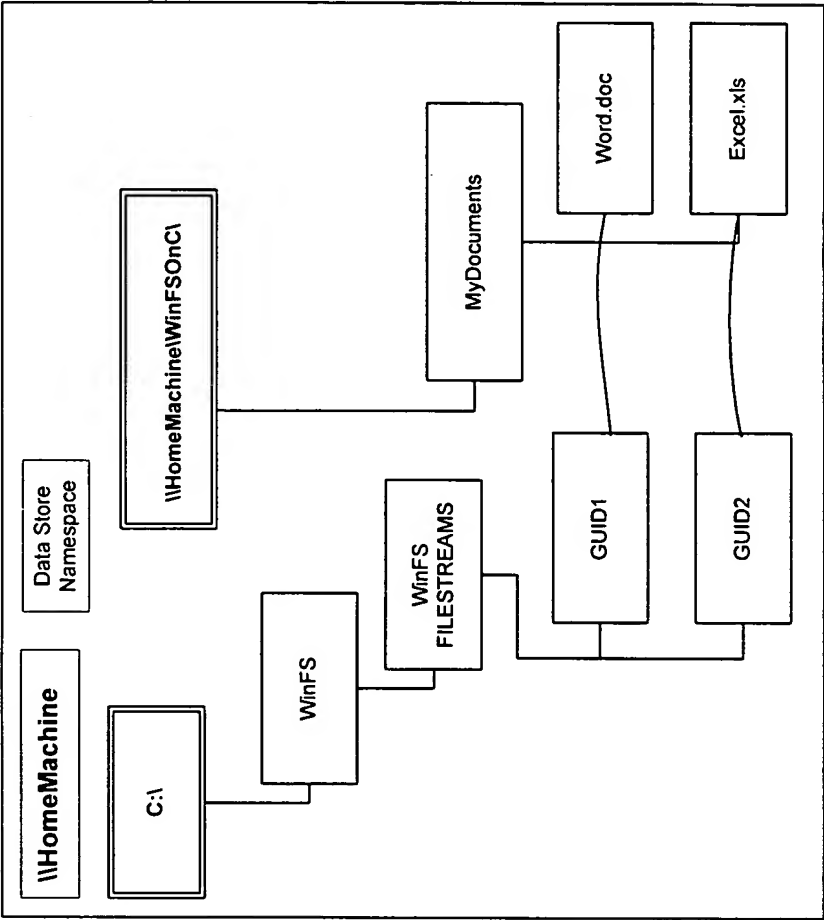 \\HomeMachine
Data Store
Namespace
C:\
\\HomeMachine\WinFSOnC\
WinFS
WinFS
FILESTREAMS
MyDocuments
GUID1
Word.doc
GUID2
Excel.xls